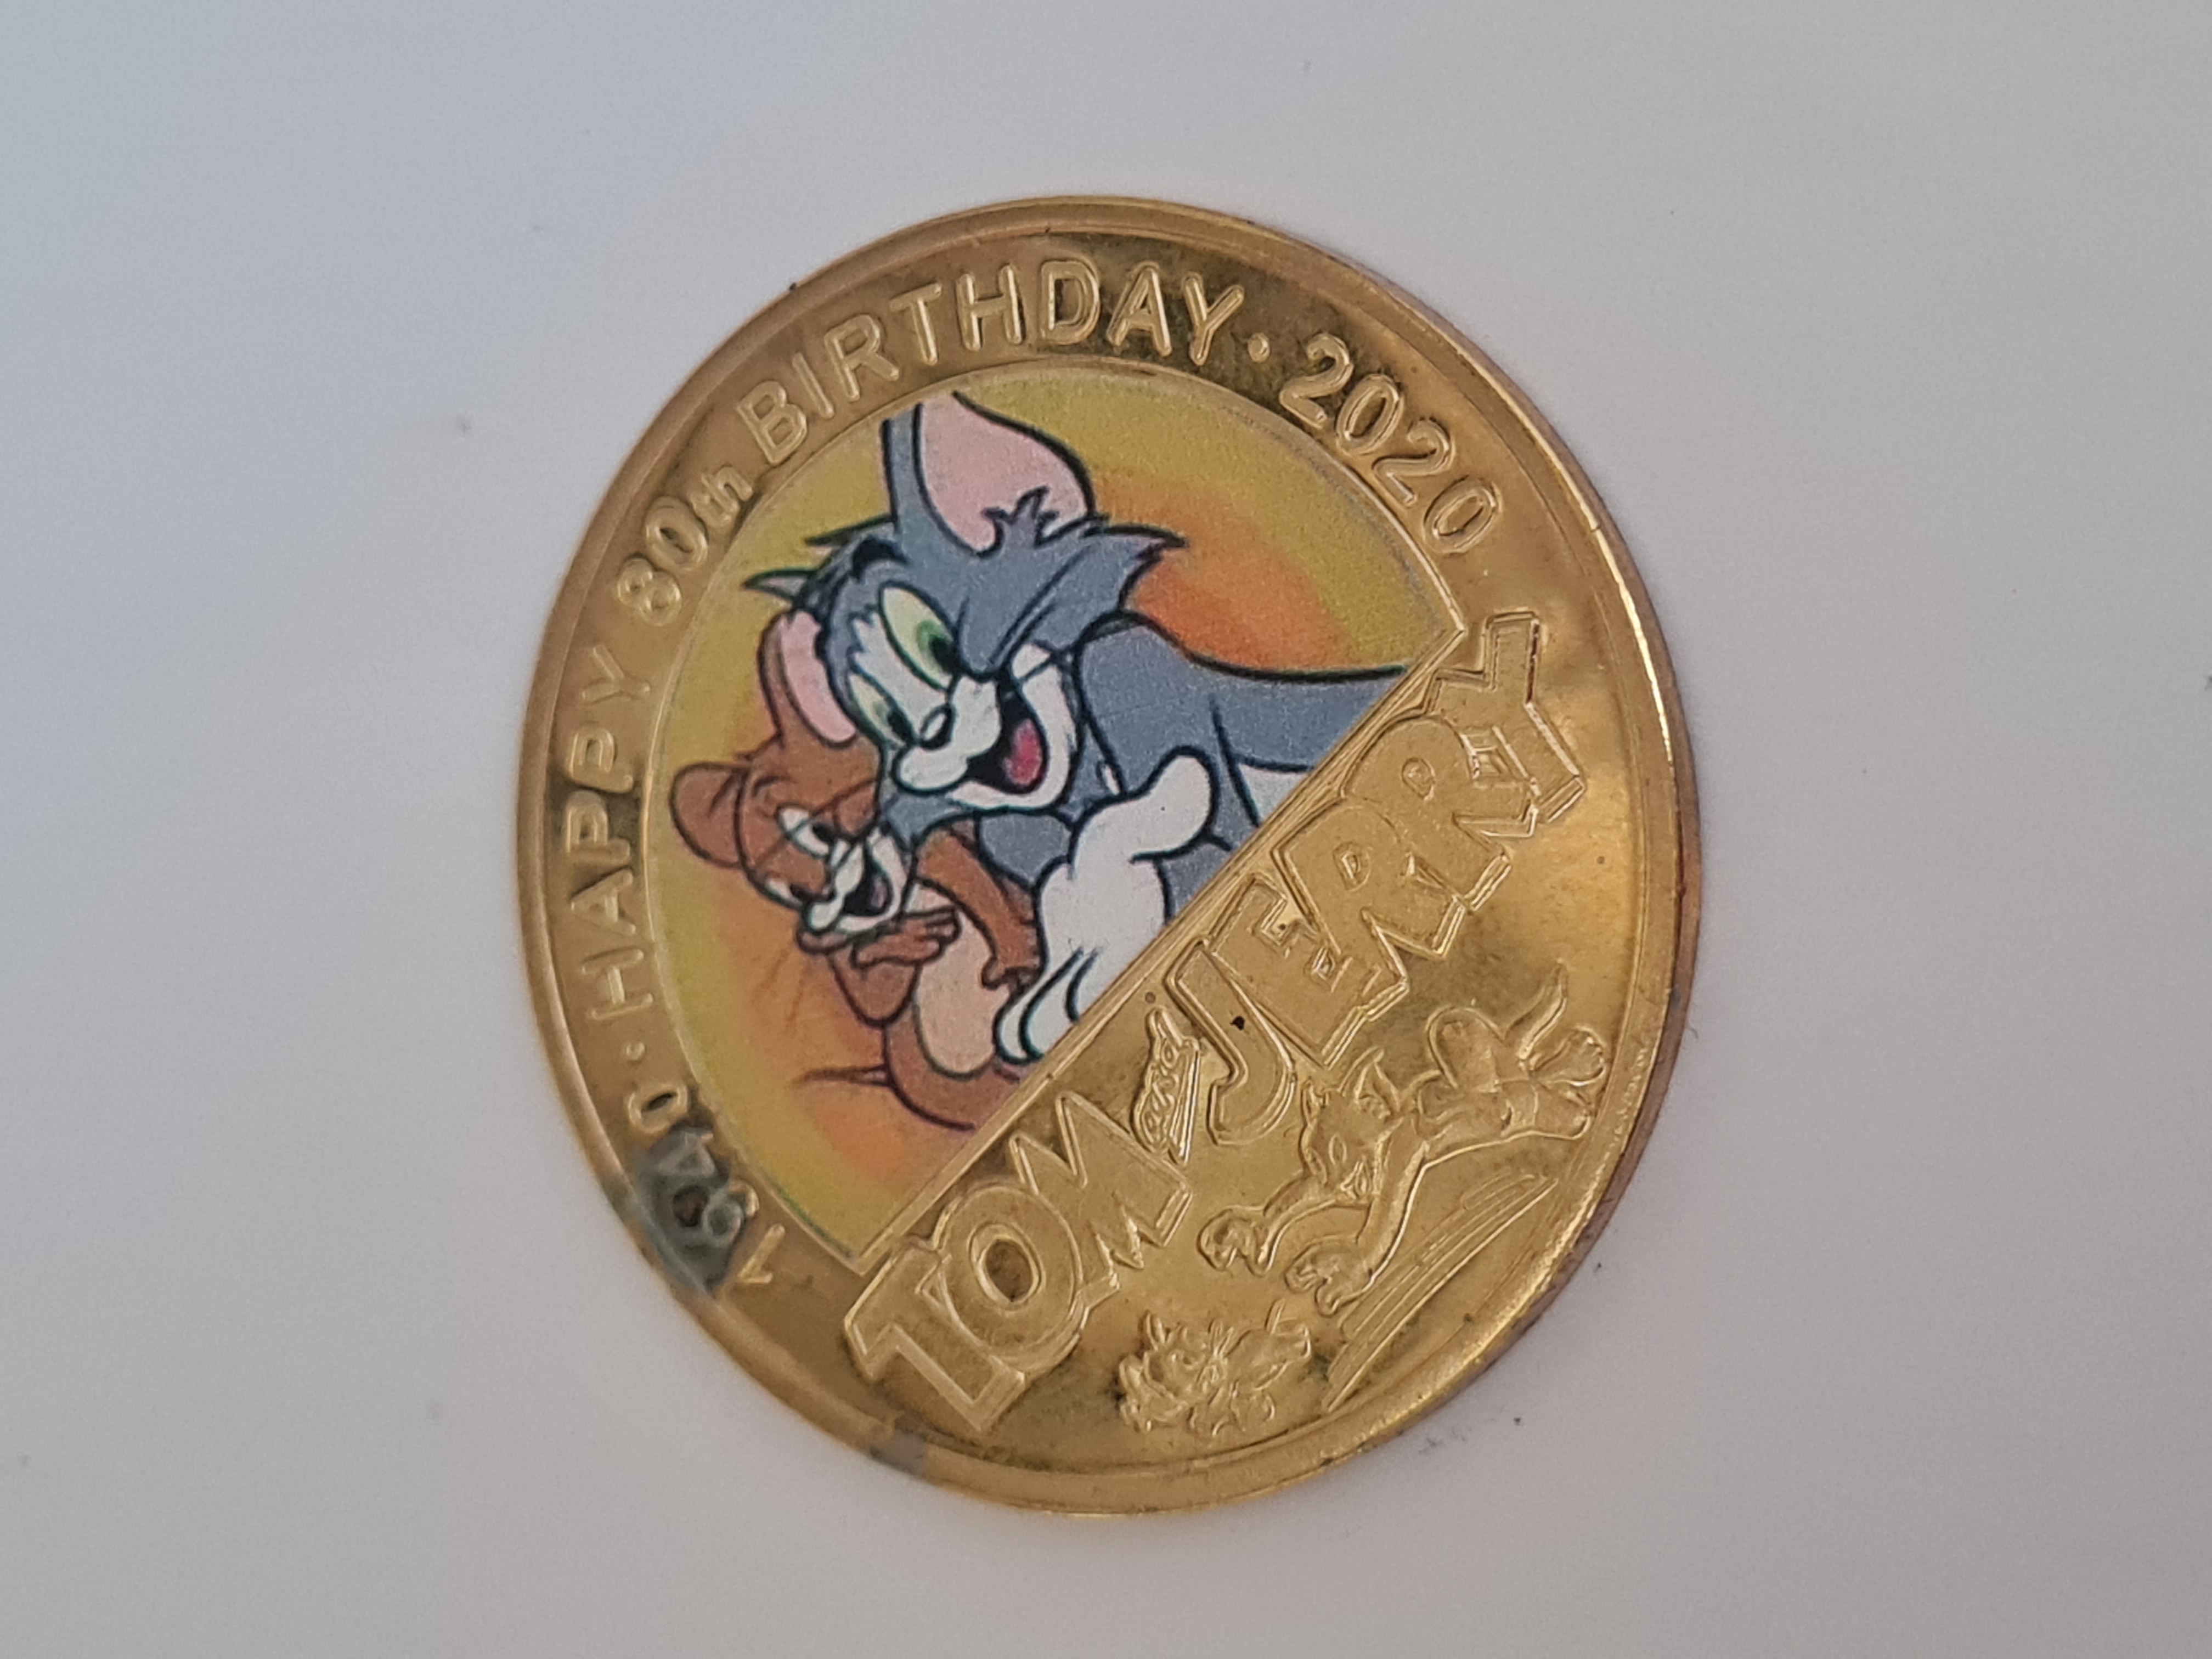 1940 · HAPPY 80th BIRTHDAY · 2020
TOM and JERRY